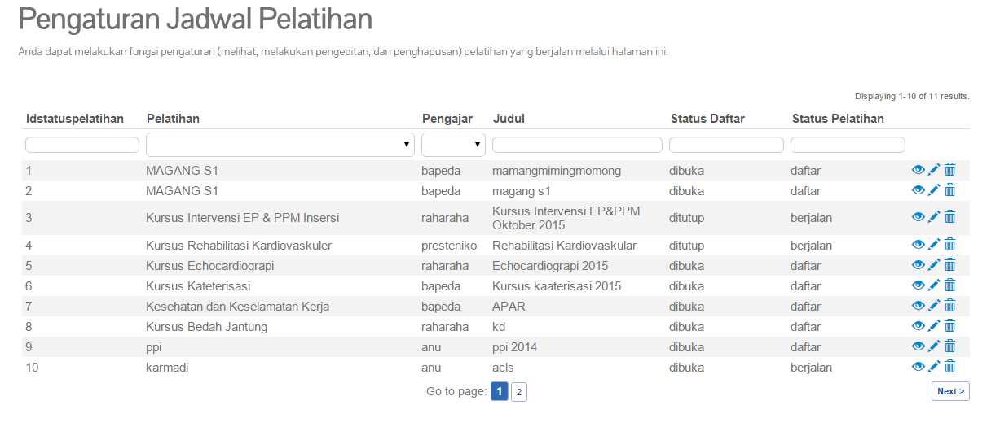 Pengaturan Jadwal Pelatihan
Anda dapat melakukan fungsi pengaturan (melihat, melakukan pengeditan, dan penghapusan) pelatihan yang berjalan melalui halaman ini.
Displaying 1-10 of 11 results.
Idstatuspelatihan Pelatihan Pengajar Judul Status Daftar Status Pelatihan
1 MAGANG S1 bapeda mamangmimingmomong dibuka daftar
2 MAGANG S1 bapeda magang s1 dibuka daftar
3 Kursus Intervensi EP & PPM Insersi raharaha Kursus Intervensi EP&PPM Oktober 2015 ditutup berjalan
4 Kursus Rehabilitasi Kardiovaskuler presteniko Rehabilitasi Kardiovaskular ditutup berjalan
5 Kursus Echocardiograpi raharaha Echocardiograpi 2015 dibuka daftar
6 Kursus Kateterisasi bapeda Kursus kaaterisasi 2015 dibuka daftar
7 Kesehatan dan Keselamatan Kerja bapeda APAR dibuka daftar
8 Kursus Bedah Jantung raharaha kd dibuka daftar
9 ppi anu ppi 2014 dibuka daftar
10 karmadi anu acls dibuka berjalan
Go to page: 1 2 Next >